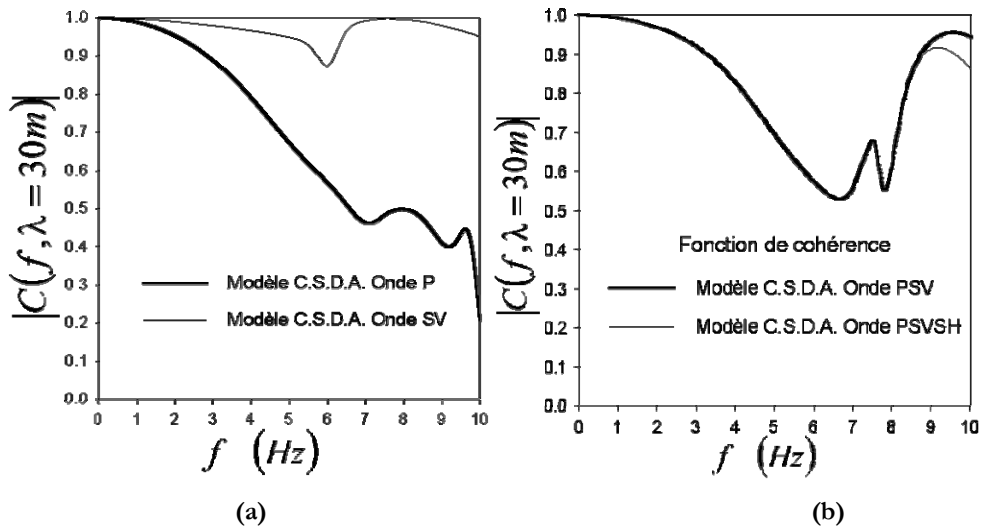 1.0
0.9
0.8
0.7
0.6
0.5
0.4
0.3
0.2
0.1
0.0
|C(f, λ = 30m)|
Modèle C.S.D.A. Onde P
Modèle C.S.D.A. Onde SV
0 1 2 3 4 5 6 7 8 9 10
f (Hz)
(a)
1.0
0.9
0.8
0.7
0.6
0.5
0.4
0.3
0.2
0.1
0.0
|C(f, λ = 30m)|
Fonction de cohérence
Modèle C.S.D.A. Onde PSV
Modèle C.S.D.A. Onde PSVSH
0 1 2 3 4 5 6 7 8 9 10
f (Hz)
(b)